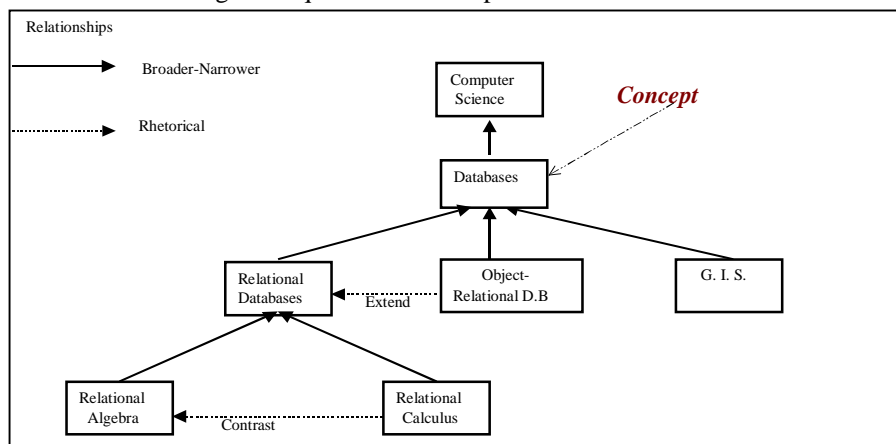 Relationships
Broader-Narrower
Rhetorical
Computer
Science
Concept
Databases
Relational
Databases
Extend
Object-
Relational D.B
G. I. S.
Relational
Algebra
Contrast
Relational
Calculus